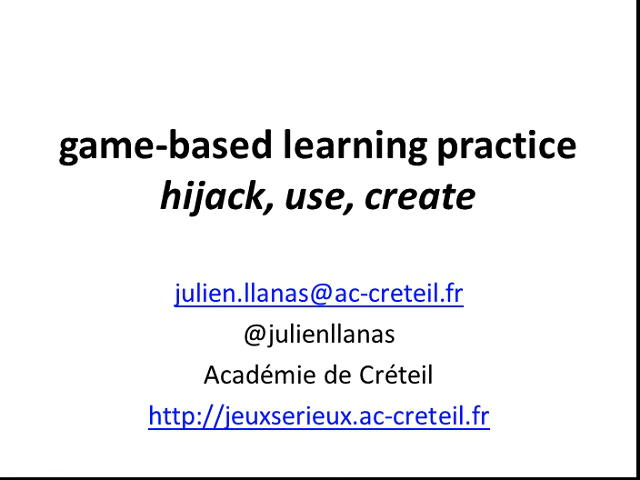 game-based learning practice
hijack, use, create
julien.llanas@ac-creteil.fr
@julienllanas
Académie de Créteil
http://jeuxserieux.ac-creteil.fr